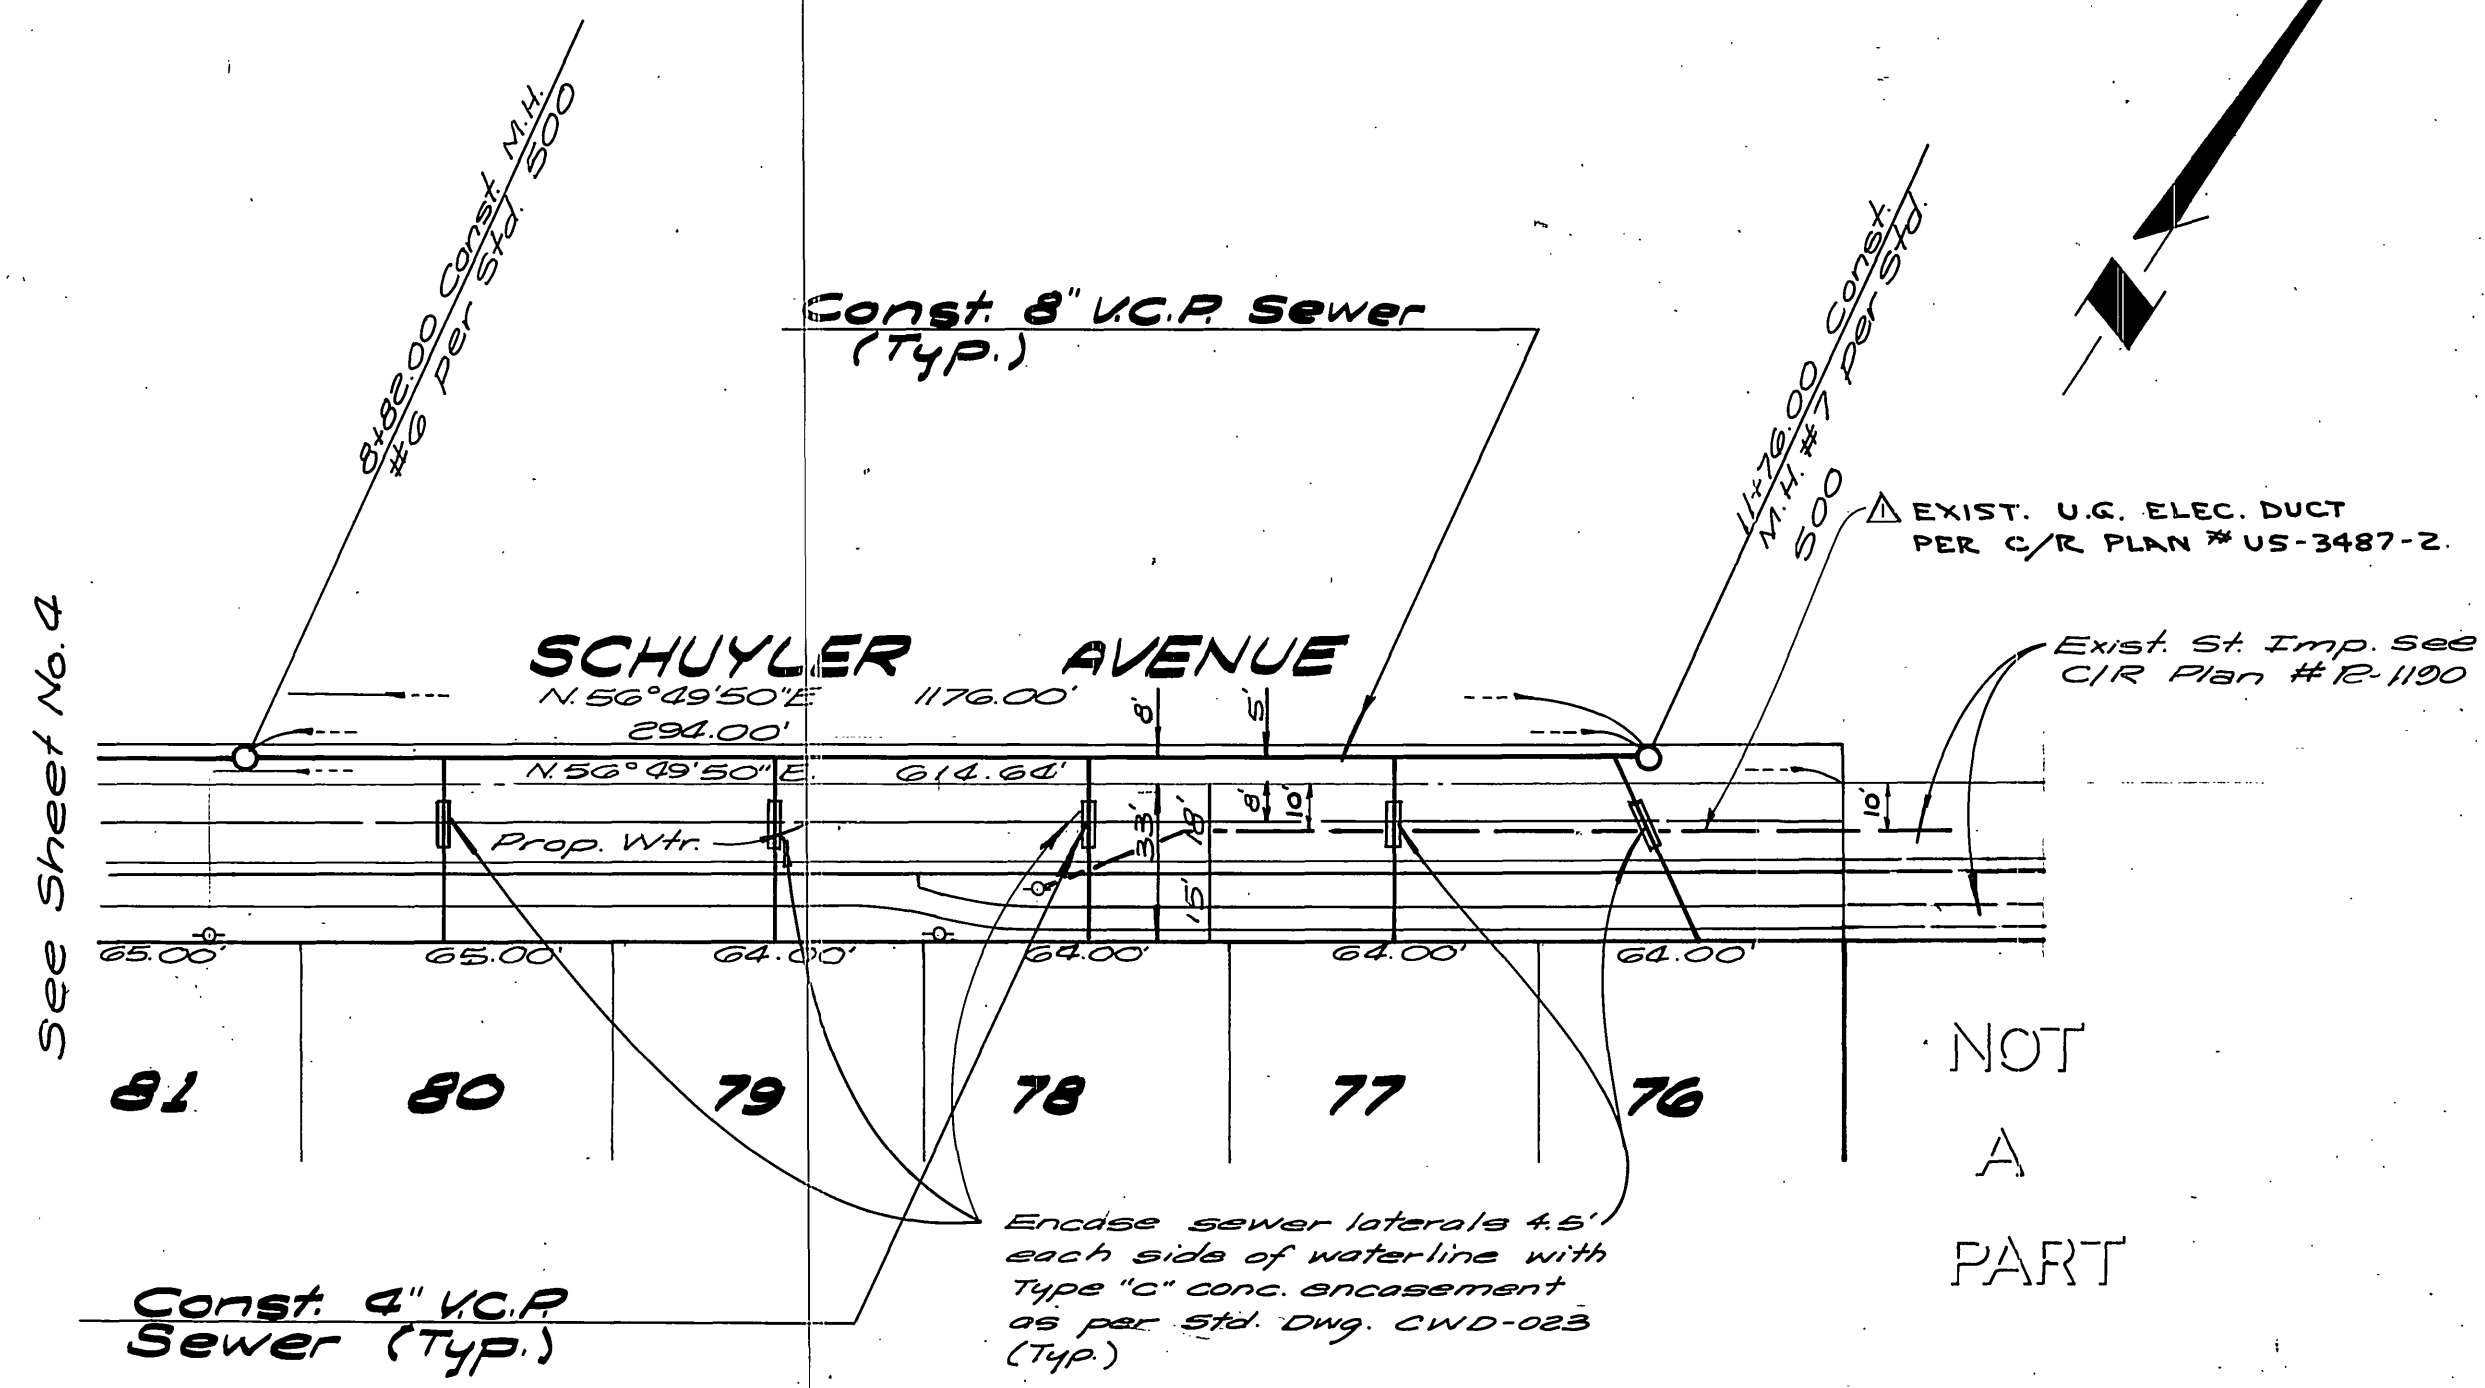 8+82.00 Const. M.H.
#6 per Std. 500
Const. 8" V.C.P. Sewer
(Typ.)
11+76.00 Const.
M.H. #7 per Std.
500
1 EXIST. U.G. ELEC. DUCT
PER C/R PLAN # US-3487-2.
Exist. St. Imp. See
C/R Plan # R-1190
See Sheet No. 4
SCHUYLER AVENUE
N. 56°49'50" E. 1176.00'
294.00'
8' 5'
N. 56°49'50" E. 614.64'
Prop. Wtr.
33' 18' 8' 10' 10'
15'
65.00' 65.00' 64.00' 64.00' 64.00' 64.00'
81 80 79 78 77 76
NOT
A
PART
Encase sewer laterals 4.5'
each side of waterline with
Type "C" conc. encasement
as per Std. Dwg. CWD-023
(Typ.)
Const. 4" V.C.P.
Sewer (Typ.)